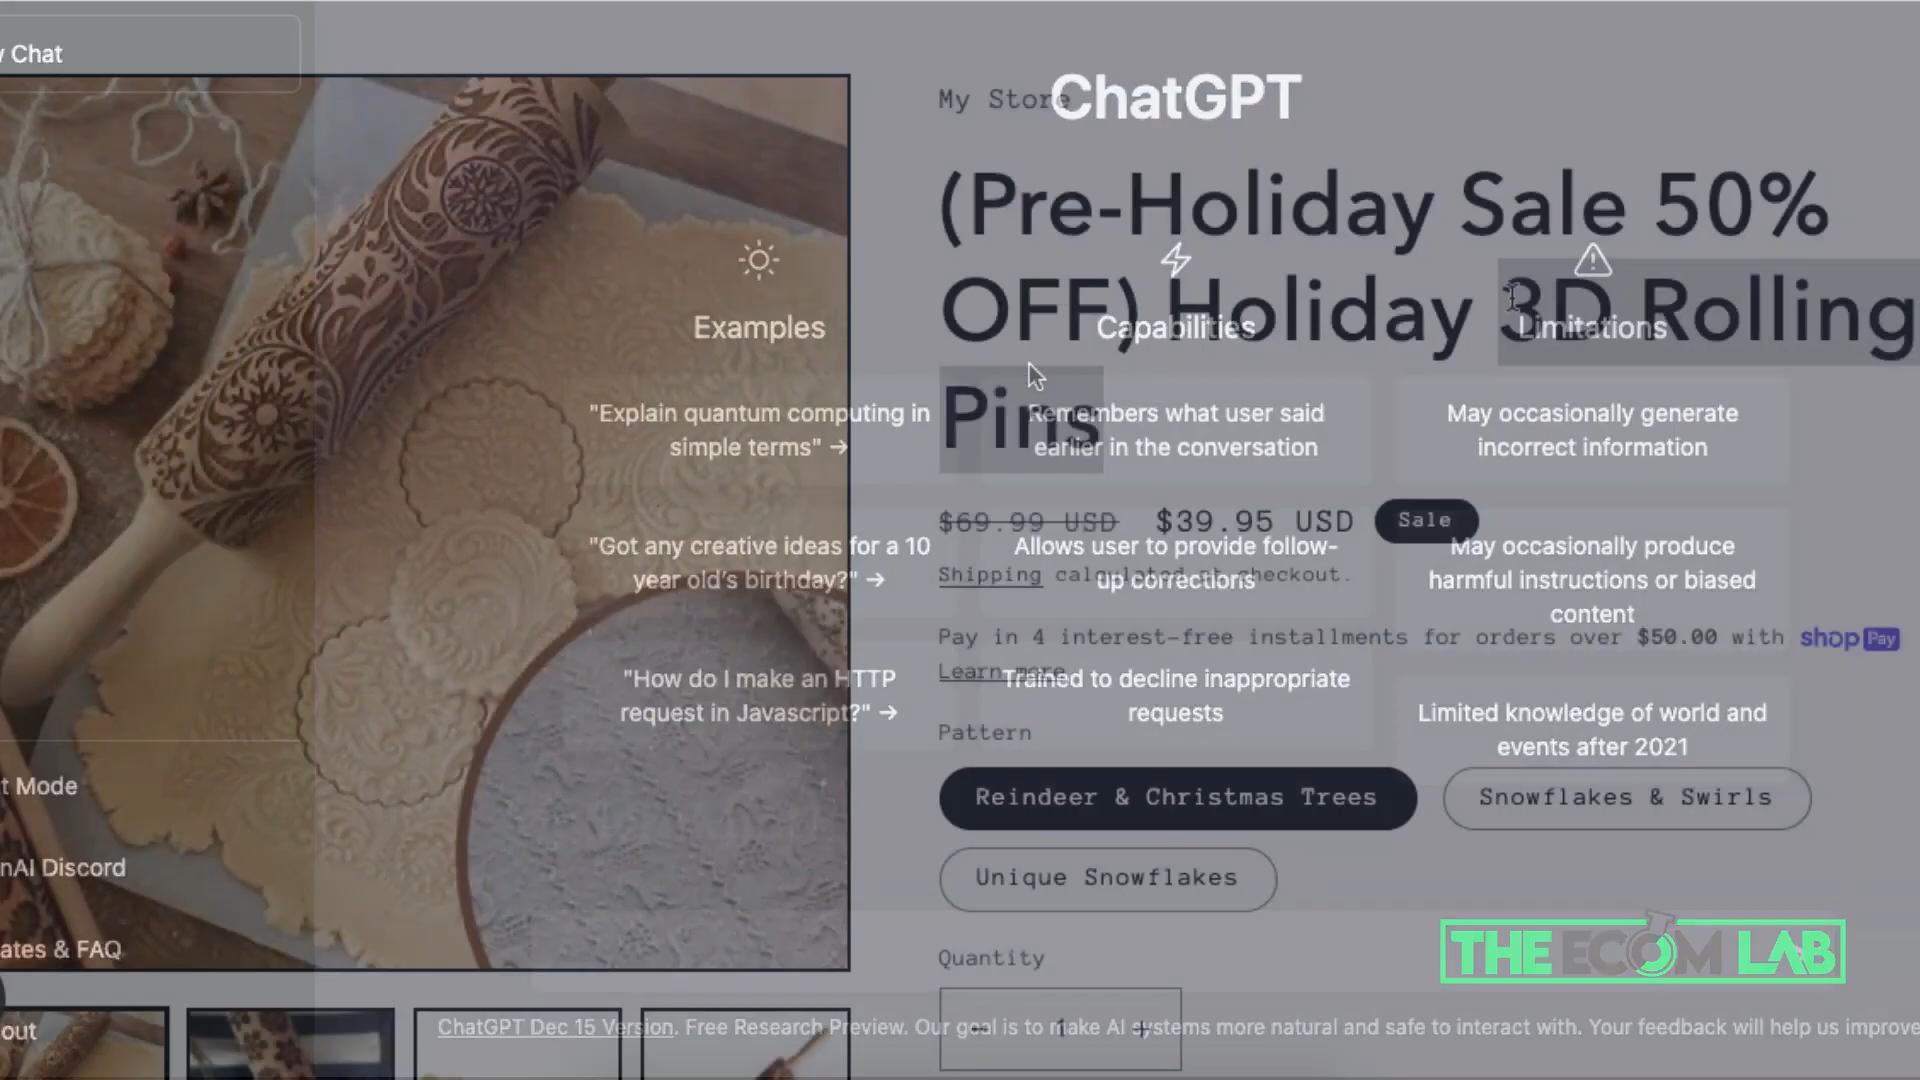 Chat
My Store
ChatGPT
(Pre-Holiday Sale 50%
OFF) Holiday 3D Rolling
Pins
Examples
Capabilities
Limitations
"Explain quantum computing in
simple terms" →
Remembers what user said
earlier in the conversation
May occasionally generate
incorrect information
$69.99 USD $39.95 USD Sale
"Got any creative ideas for a 10
year old's birthday?" →
Allows user to provide follow-
up corrections
May occasionally produce
harmful instructions or biased
content
Shipping calculated at checkout.
Pay in 4 interest-free installments for orders over $50.00 with shop Pay
Learn more
"How do I make an HTTP
request in Javascript?" →
Trained to decline inappropriate
requests
Limited knowledge of world and
events after 2021
Pattern
Reindeer & Christmas Trees
Snowflakes & Swirls
Unique Snowflakes
t Mode
nAI Discord
ates & FAQ
out
Quantity
- 1 +
THE ECOM LAB
ChatGPT Dec 15 Version. Free Research Preview. Our goal is to make AI systems more natural and safe to interact with. Your feedback will help us improve